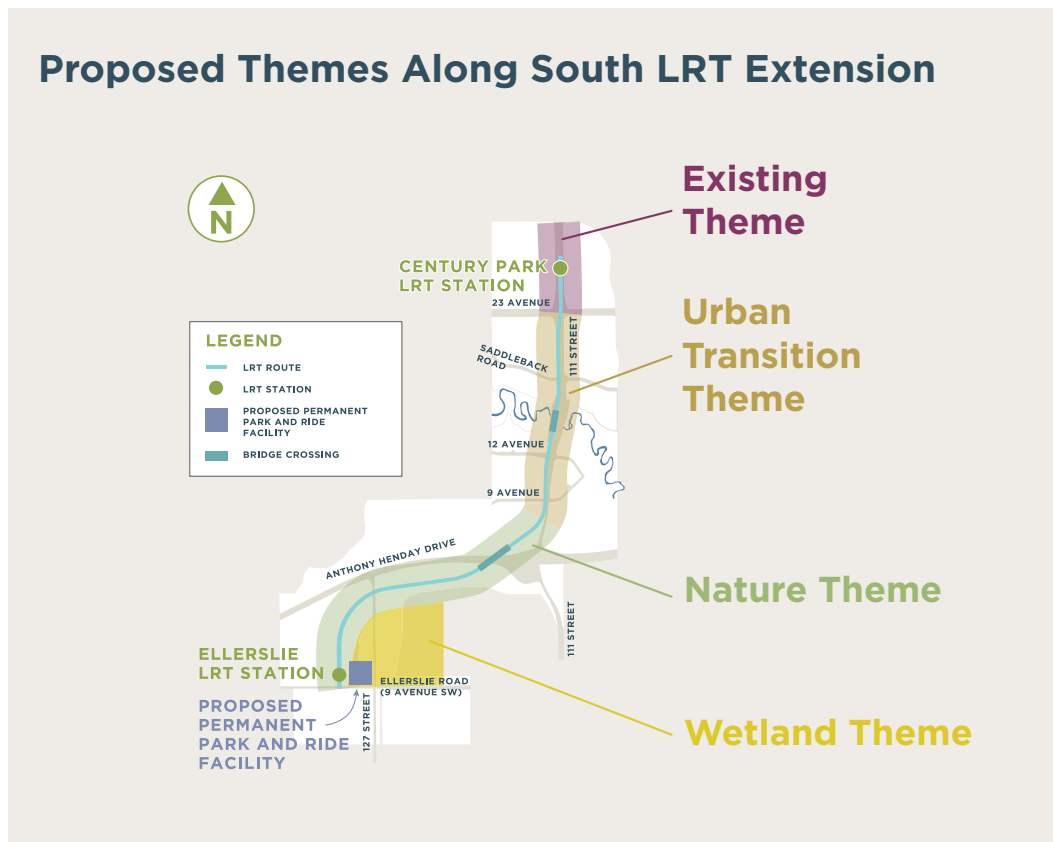 Proposed Themes Along South LRT Extension
Existing
Theme
N
CENTURY PARK
LRT STATION
23 AVENUE
Urban
Transition
Theme
111 STREET
SADDLEBACK
ROAD
LEGEND
LRT ROUTE
LRT STATION
PROPOSED PERMANENT
PARK AND RIDE
FACILITY
BRIDGE CROSSING
12 AVENUE
9 AVENUE
ANTHONY HENDAY DRIVE
Nature Theme
111 STREET
ELLERSLIE
LRT STATION
ELLERSLIE ROAD
(9 AVENUE SW)
PROPOSED
PERMANENT
PARK AND RIDE
FACILITY
127 STREET
Wetland Theme